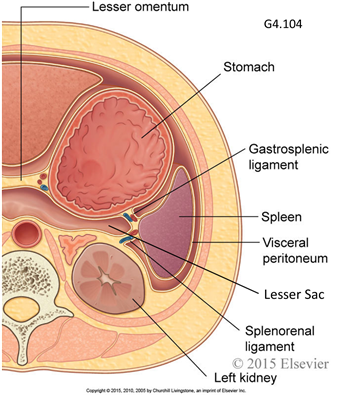 Lesser omentum
G4.104
Stomach
Gastrosplenic
ligament
Spleen
Visceral
peritoneum
Lesser Sac
Splenorenal
ligament
© 2015 Elsevier
Left kidney
Copyright © 2015, 2010, 2005 by Churchill Livingstone, an imprint of Elsevier Inc.